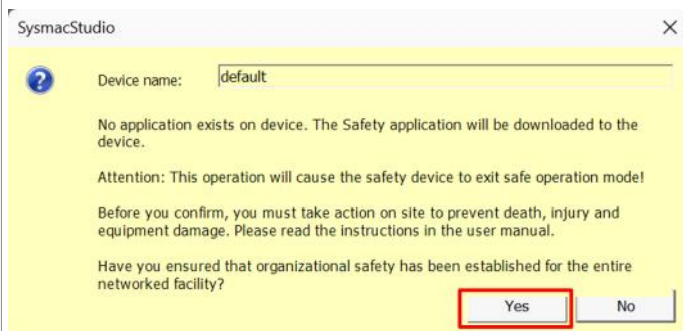 SysmacStudio
Device name: default
No application exists on device. The Safety application will be downloaded to the
device.
Attention: This operation will cause the safety device to exit safe operation mode!
Before you confirm, you must take action on site to prevent death, injury and
equipment damage. Please read the instructions in the user manual.
Have you ensured that organizational safety has been established for the entire
networked facility?
Yes No